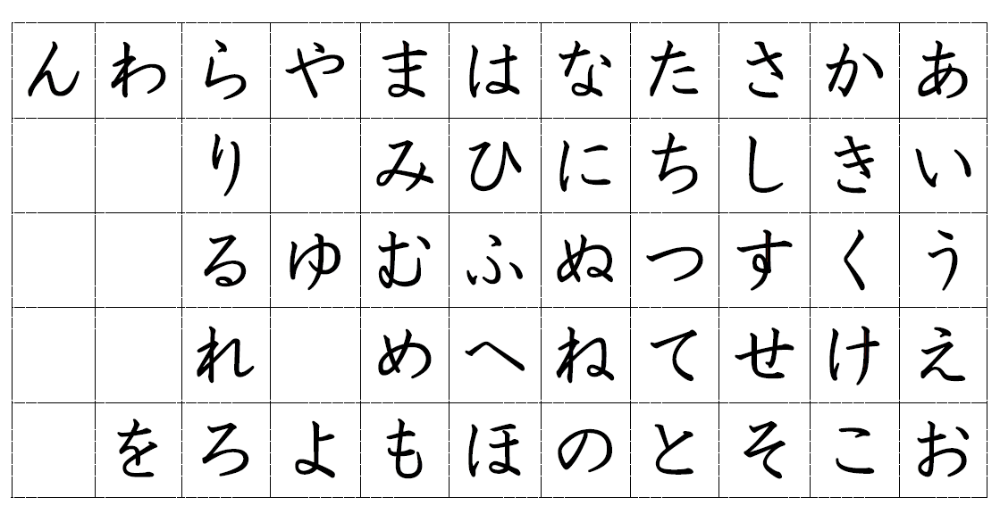 あいうえお
かきくけこ
さしすせそ
たちつてと
なにぬねの
はひふへほ
まみむめも
やゆよ
らりるれろ
わを
ん